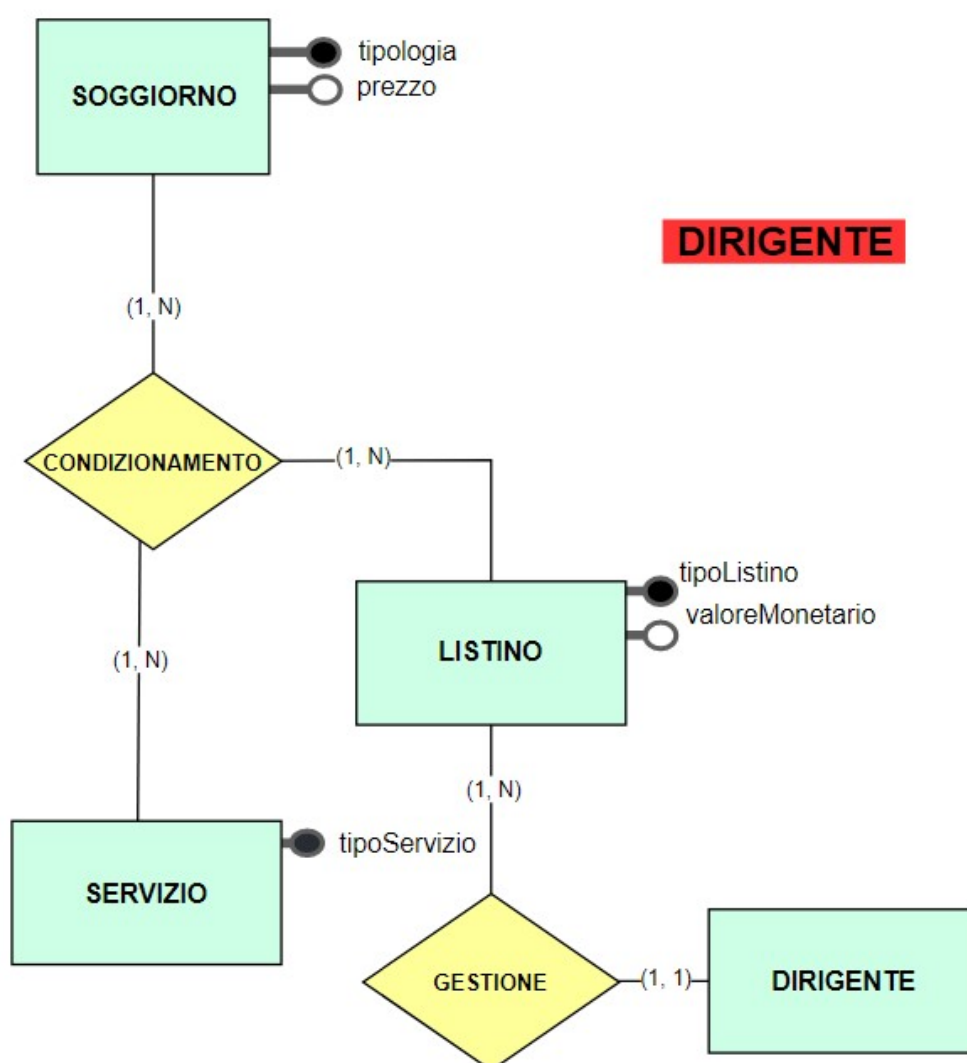 tipologia
prezzo
SOGGIORNO
DIRIGENTE
(1, N)
CONDIZIONAMENTO
(1, N)
tipoListino
valoreMonetario
LISTINO
(1, N)
(1, N)
tipoServizio
SERVIZIO
GESTIONE
(1, 1)
DIRIGENTE